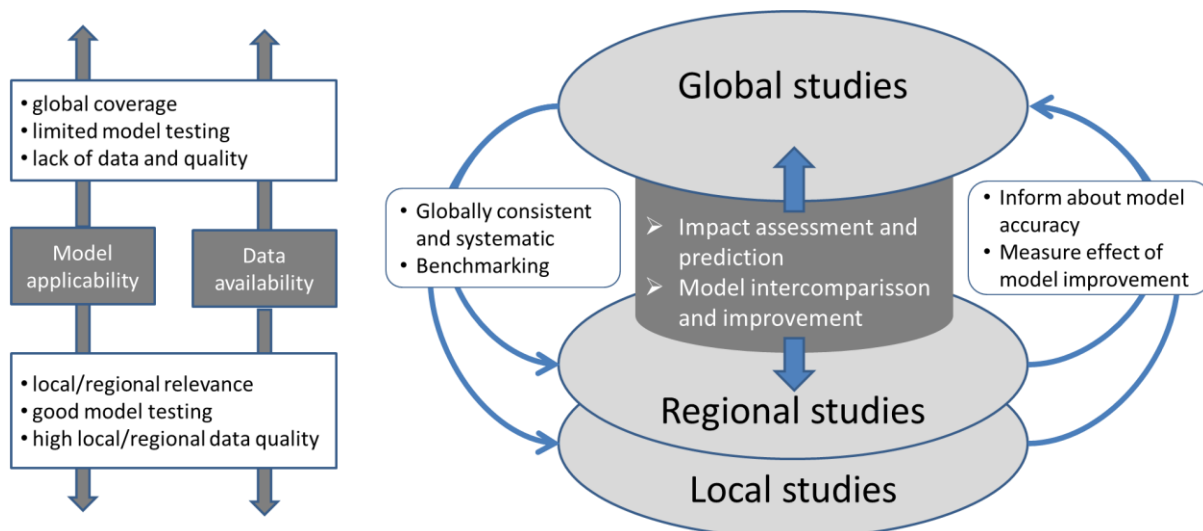 • global coverage
• limited model testing
• lack of data and quality
Model
applicability
Data
availability
• local/regional relevance
• good model testing
• high local/regional data quality
Global studies
• Globally consistent
and systematic
• Benchmarking
➢ Impact assessment and
prediction
➢ Model intercomparisson
and improvement
• Inform about model
accuracy
• Measure effect of
model improvement
Regional studies
Local studies